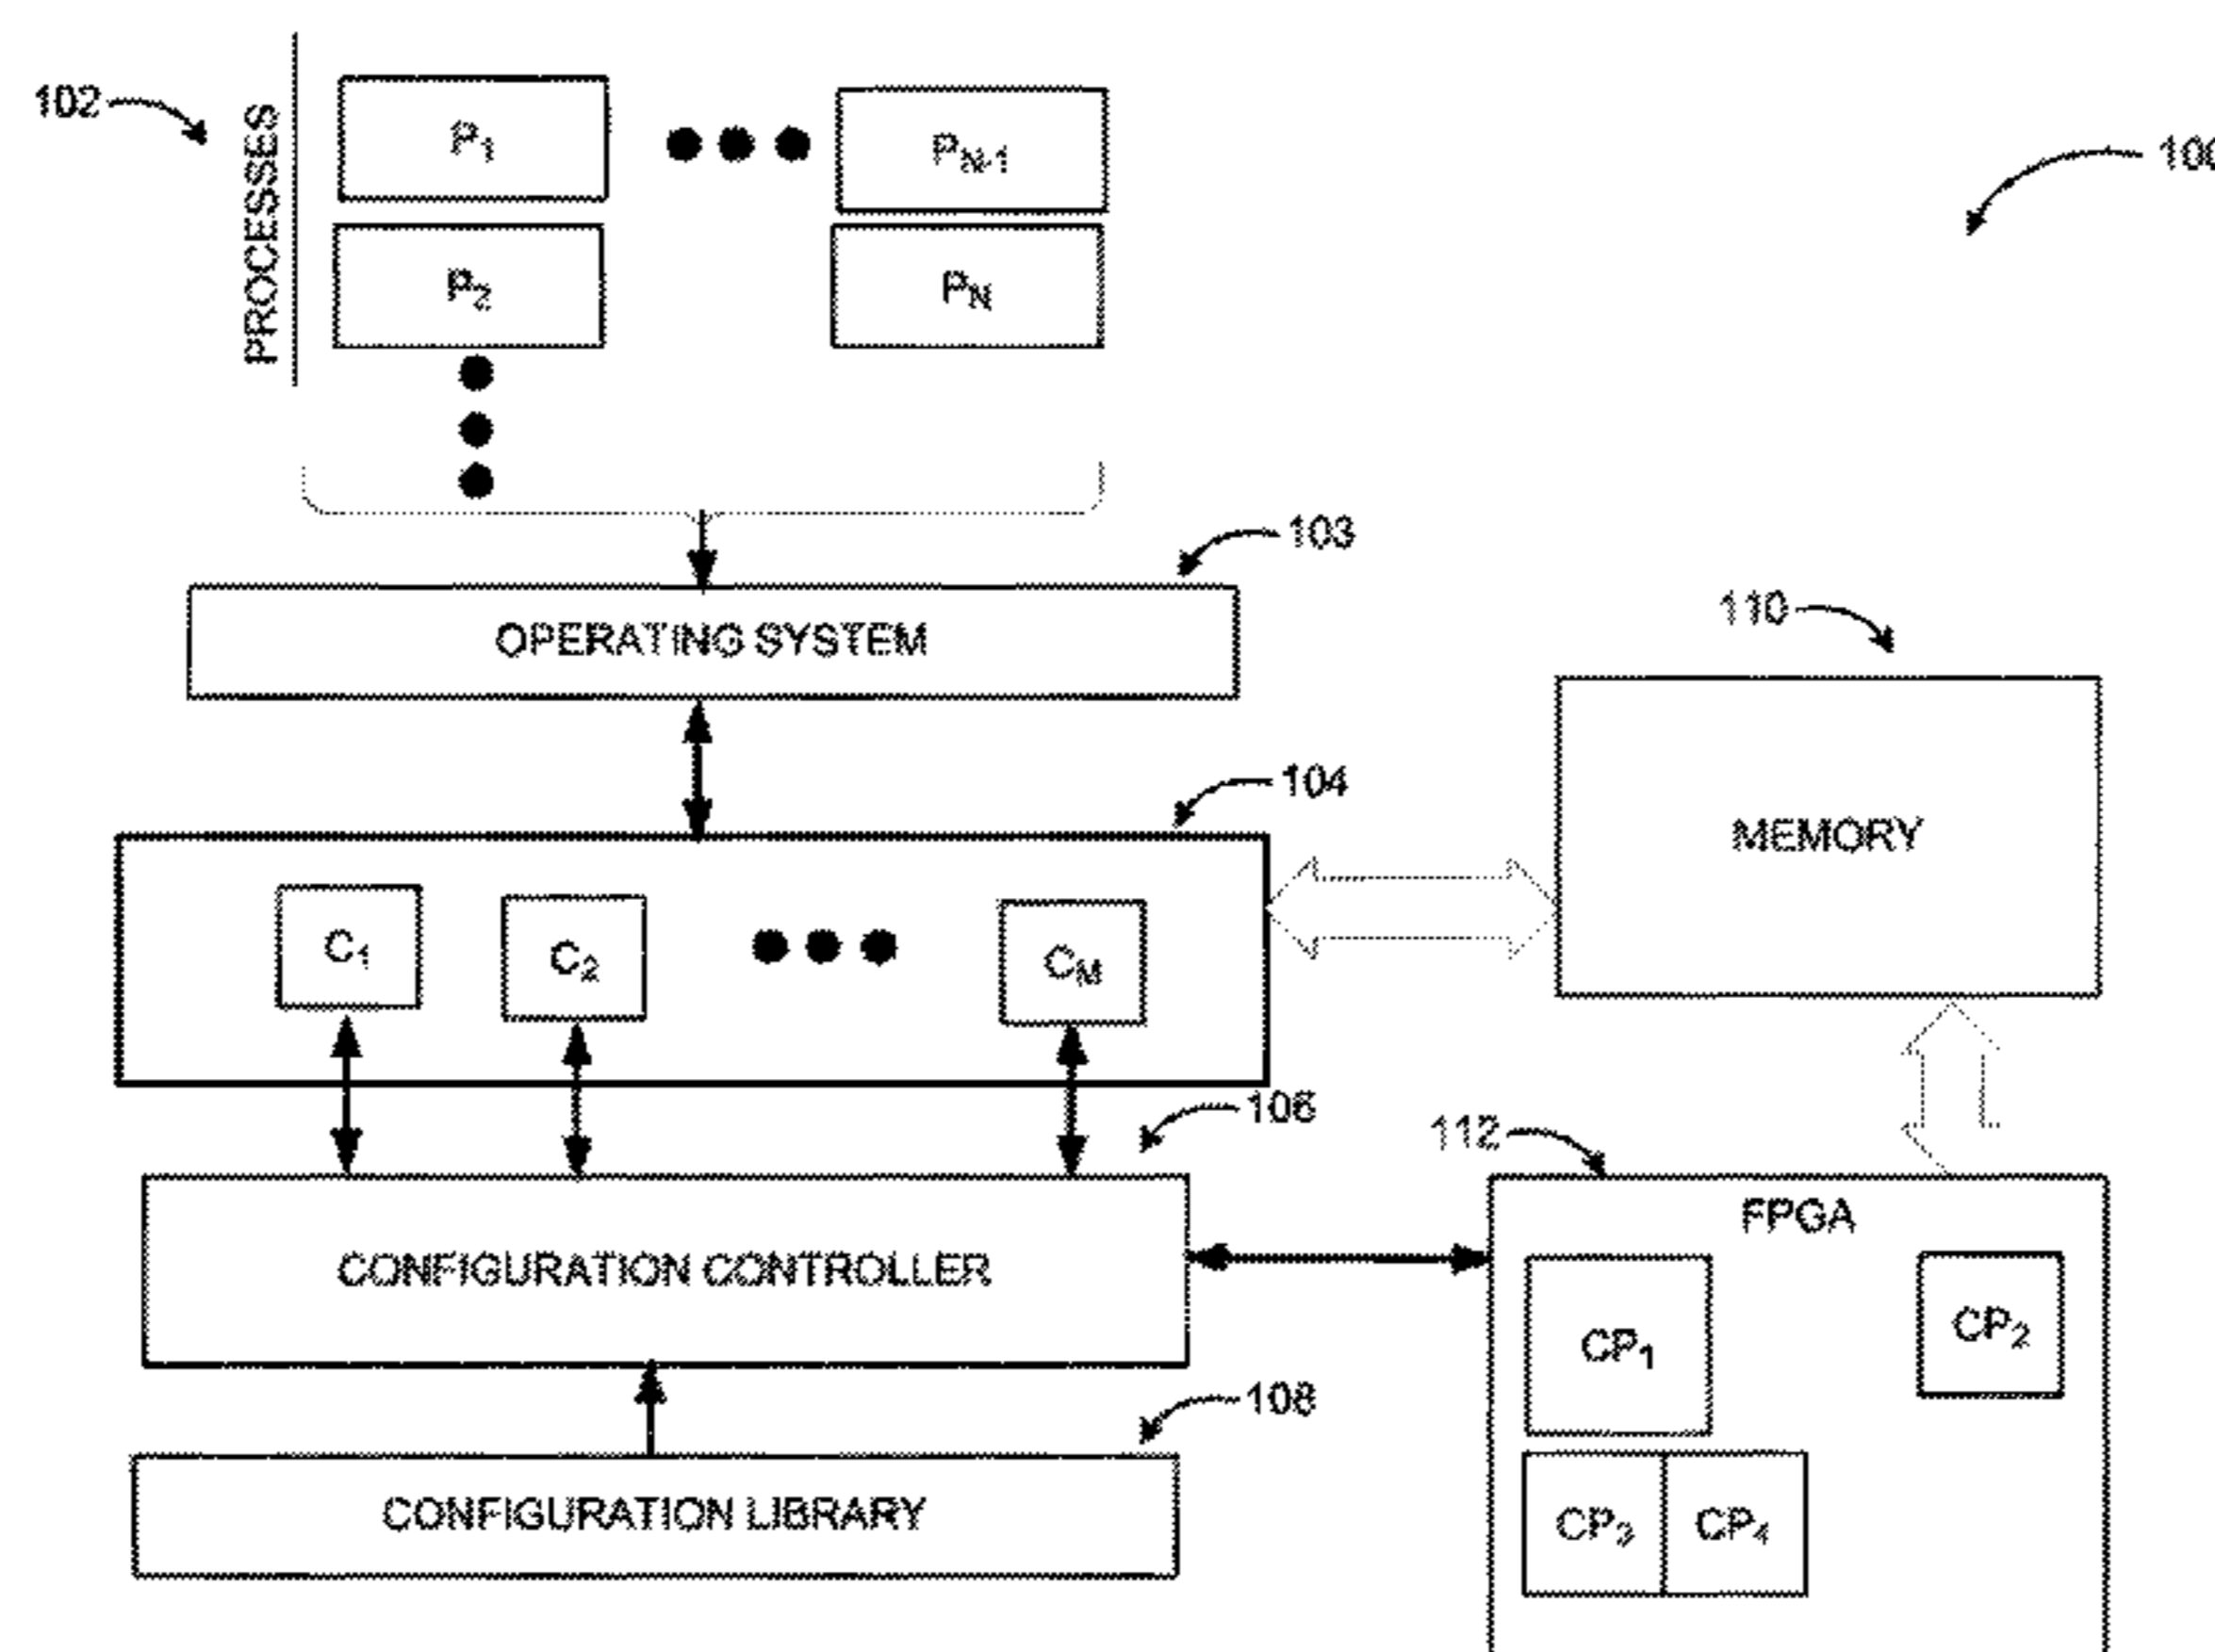 102
PROCESSES
P1
PN-1
100
P2
PN
103
OPERATING SYSTEM
110
104
MEMORY
C1
C2
CM
106
112
FPGA
CONFIGURATION CONTROLLER
CP1
CP2
108
CONFIGURATION LIBRARY
CP3
CP4